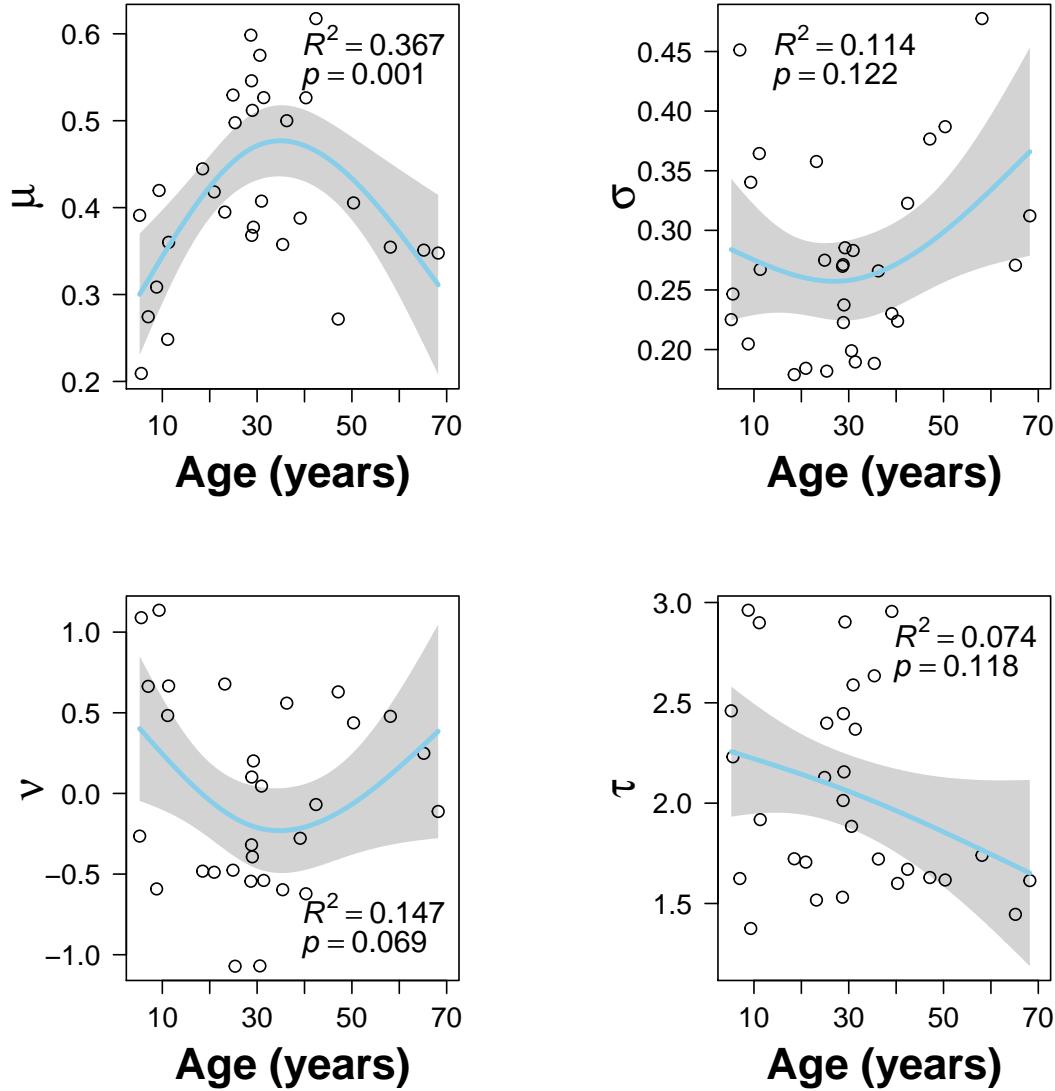 0.6
0.5
0.4
0.3
0.2
μ
R² = 0.367
p = 0.001
10 30 50 70
Age (years)
0.45
0.40
0.35
0.30
0.25
0.20
σ
R² = 0.114
p = 0.122
10 30 50 70
Age (years)
1.0
0.5
0.0
−0.5
−1.0
ν
R² = 0.147
p = 0.069
10 30 50 70
Age (years)
3.0
2.5
2.0
1.5
τ
R² = 0.074
p = 0.118
10 30 50 70
Age (years)